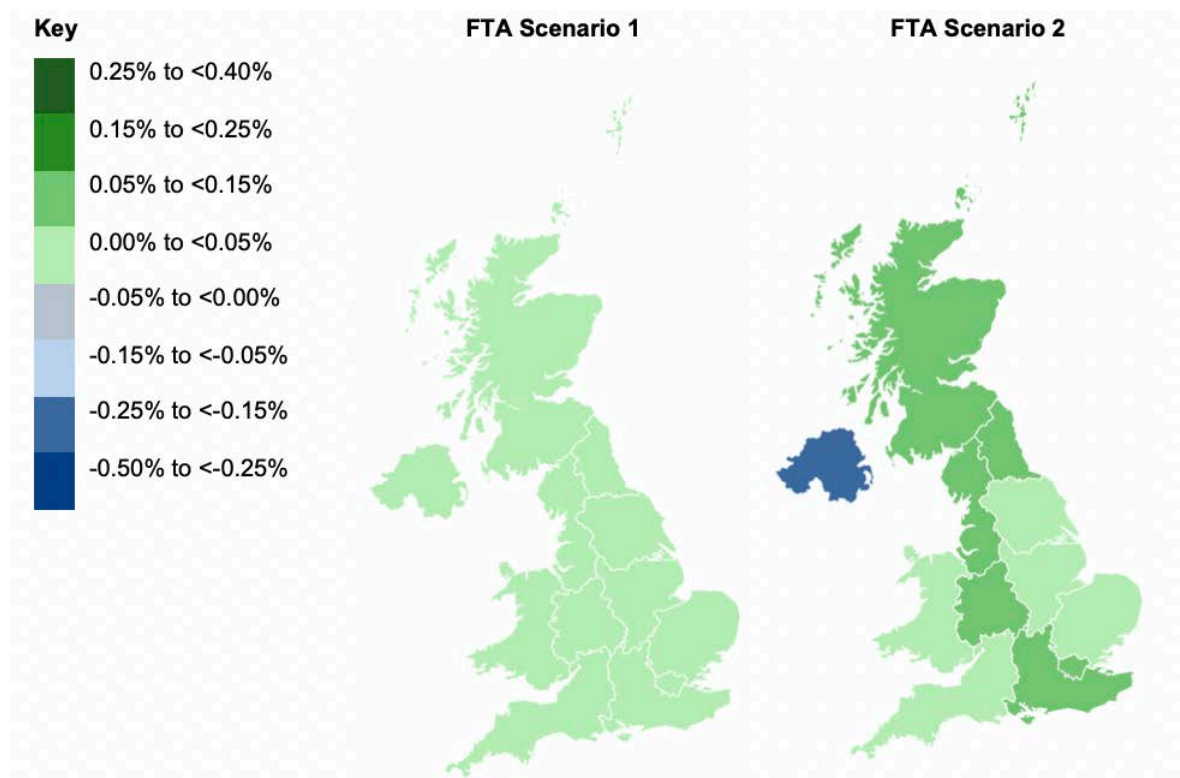 Key
FTA Scenario 1
FTA Scenario 2
0.25% to <0.40%
0.15% to <0.25%
0.05% to <0.15%
0.00% to <0.05%
-0.05% to <0.00%
-0.15% to <-0.05%
-0.25% to <-0.15%
-0.50% to <-0.25%